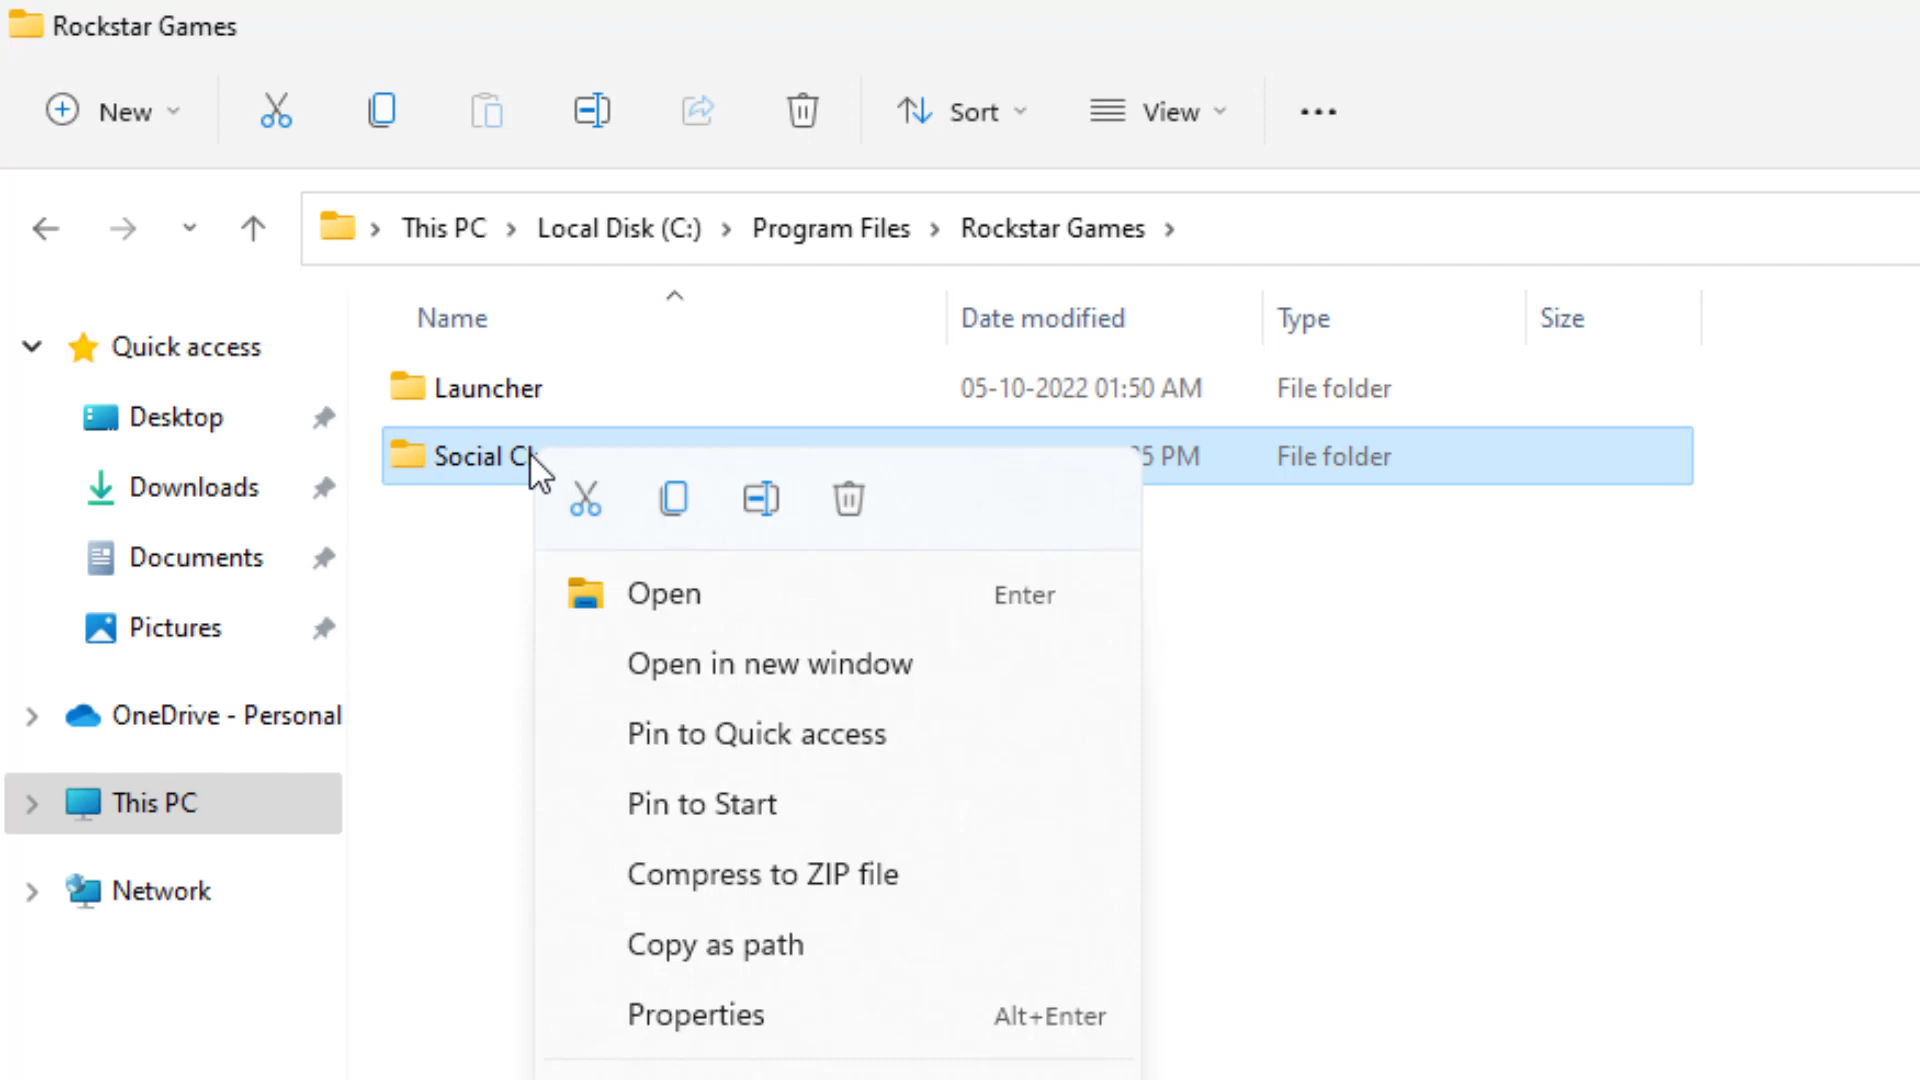 Rockstar Games
New
Sort
View
This PC
Local Disk (C:)
Program Files
Rockstar Games
Name
Date modified
Type
Size
Quick access
Desktop
Downloads
Documents
Pictures
OneDrive - Personal
This PC
Network
Launcher 05-10-2022 01:50 AM File folder
Social PM File folder
Open Enter
Open in new window
Pin to Quick access
Pin to Start
Compress to ZIP file
Copy as path
Properties Alt+Enter